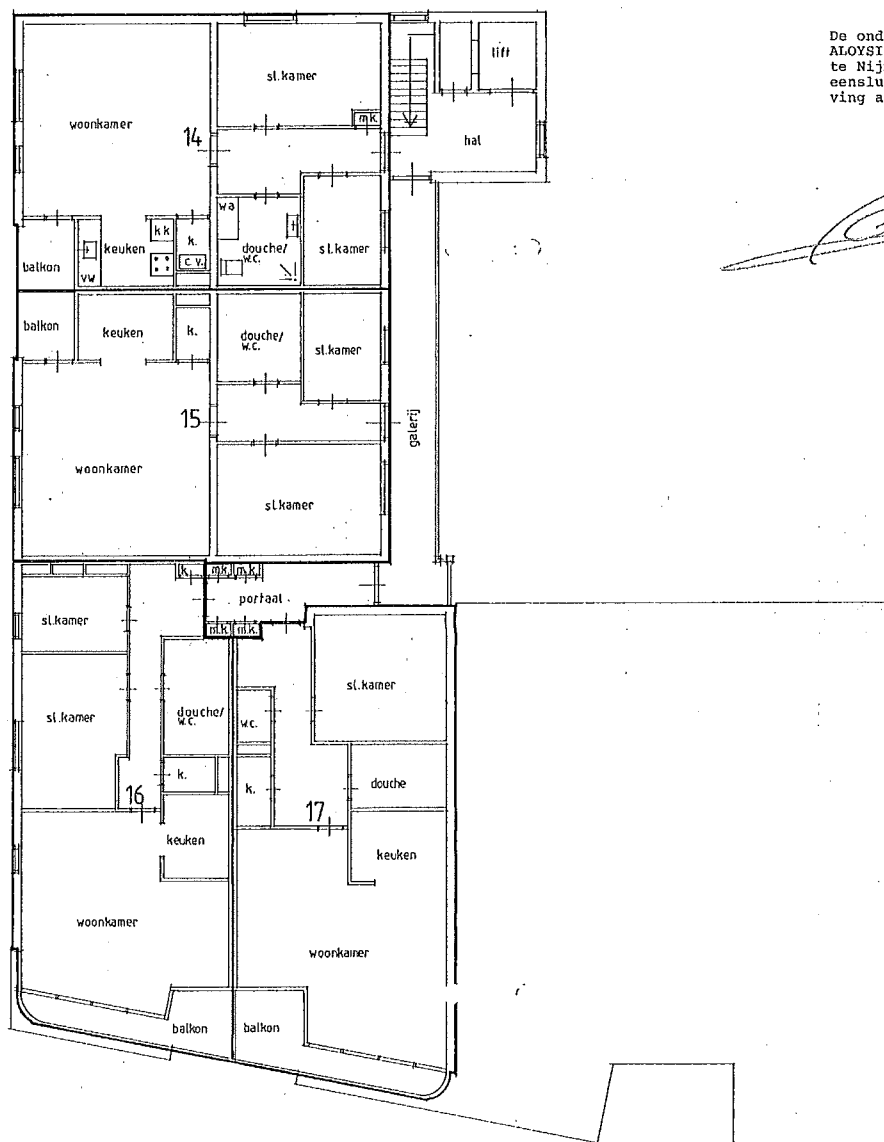 De ond
ALOYSI
te Nij
eenslu
ving a
lift
sl.kamer
m.k.
woonkamer
14
hal
wa
kk
k.
keuken
douche/
w.c.
sl.kamer
balkon
c.v.
vw
balkon
keuken
k.
douche/
w.c.
sl.kamer
15
galerij
woonkamer
sl.kamer
k.
m.k.
m.k.
portaal
sl.kamer
m.k.
m.k.
sl.kamer
sl.kamer
douche/
w.c.
w.c.
k.
k.
douche
16
17
keuken
keuken
woonkamer
woonkamer
balkon
balkon